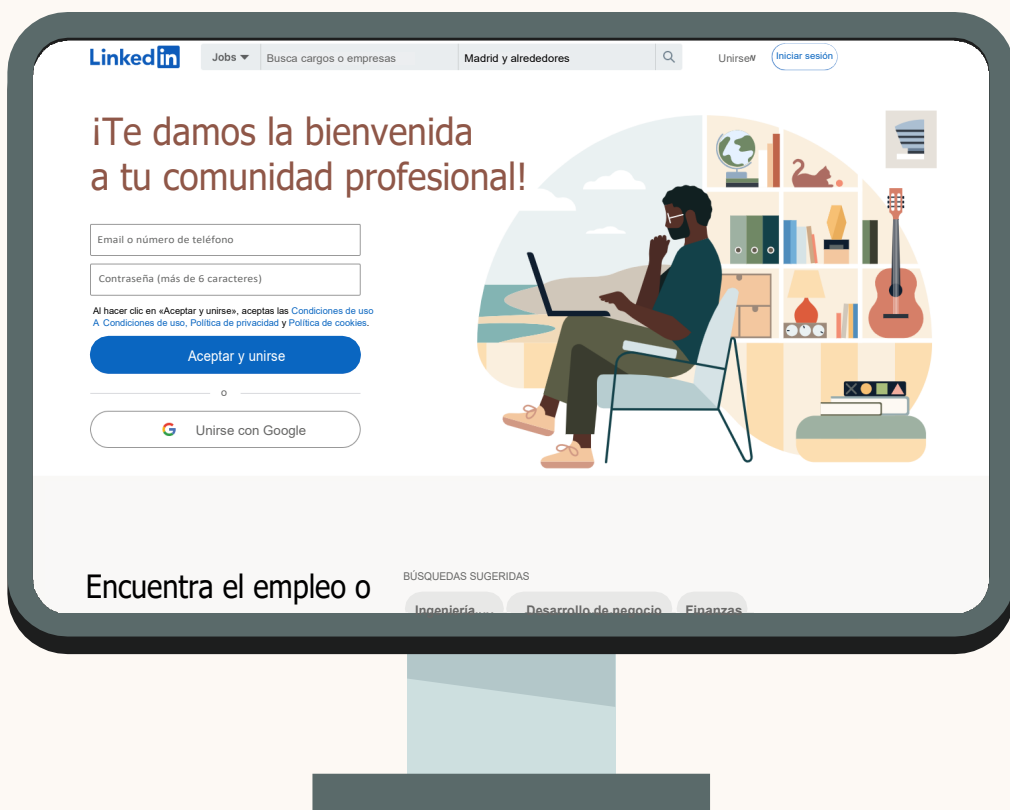 Linked in
Jobs
Busca cargos o empresas
Madrid y alrededores
Unirse
Iniciar sesión
¡Te damos la bienvenida
a tu comunidad profesional!
Email o número de teléfono
Contraseña (más de 6 caracteres)
Al hacer clic en «Aceptar y unirse», aceptas las Condiciones de uso
A Condiciones de uso, Política de privacidad y Política de cookies.
Aceptar y unirse
o
G Unirse con Google
Encuentra el empleo o
BÚSQUEDAS SUGERIDAS
Ingeniería....
Desarrollo de negocio
Finanzas